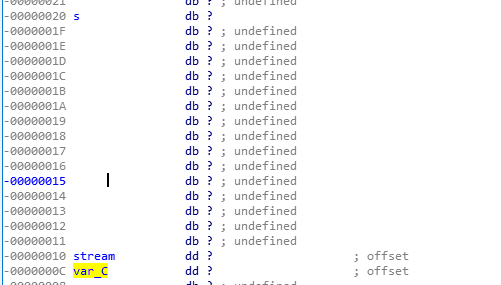 -00000021 db ? ; undefined
-00000020 s db ?
-0000001F db ? ; undefined
-0000001E db ? ; undefined
-0000001D db ? ; undefined
-0000001C db ? ; undefined
-0000001B db ? ; undefined
-0000001A db ? ; undefined
-00000019 db ? ; undefined
-00000018 db ? ; undefined
-00000017 db ? ; undefined
-00000016 db ? ; undefined
-00000015 db ? ; undefined
-00000014 db ? ; undefined
-00000013 db ? ; undefined
-00000012 db ? ; undefined
-00000011 db ? ; undefined
-00000010 stream dd ? ; offset
-0000000C var_C dd ? ; offset
-00000008 db ? ; undefined